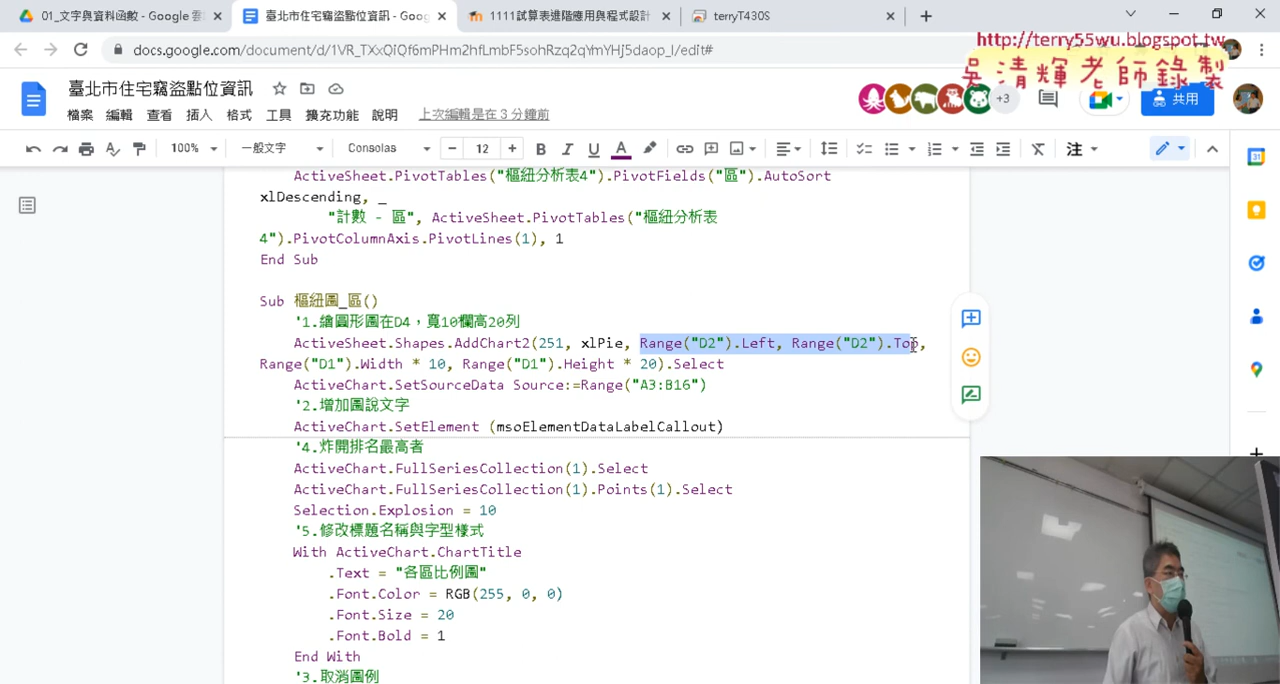 01_文字與資料函數 - Google 雲
臺北市住宅竊盜點位資訊 - Goog
1111試算表進階應用與程式設計
terryT430S
docs.google.com/document/d/1VR_TXxQiQf6mPHm2hfLmbF5sohRzq2qYmYHj5daop_I/edit#
http://terry55wu.blogspot.tw
吳清輝老師錄製
臺北市住宅竊盜點位資訊
檔案 編輯 查看 插入 格式 工具 擴充功能 說明 上次編輯是在 3 分鐘前
+3
共用
100% 一般文字 Consolas 12 B I U A 注
31
ActiveSheet.PivotTables("樞紐分析表4").PivotFields("區").AutoSort
xlDescending, _
"計數 - 區", ActiveSheet.PivotTables("樞紐分析表
4").PivotColumnAxis.PivotLines(1), 1
End Sub
Sub 樞紐圖_區()
'1.繪圓形圖在D4，寬10欄高20列
ActiveSheet.Shapes.AddChart2(251, xlPie, Range("D2").Left, Range("D2").Top,
Range("D1").Width * 10, Range("D1").Height * 20).Select
ActiveChart.SetSourceData Source:=Range("A3:B16")
'2.增加圖說文字
ActiveChart.SetElement (msoElementDataLabelCallout)
'4.炸開排名最高者
ActiveChart.FullSeriesCollection(1).Select
ActiveChart.FullSeriesCollection(1).Points(1).Select
Selection.Explosion = 10
'5.修改標題名稱與字型樣式
With ActiveChart.ChartTitle
.Text = "各區比例圖"
.Font.Color = RGB(255, 0, 0)
.Font.Size = 20
.Font.Bold = 1
End With
'3.取消圖例